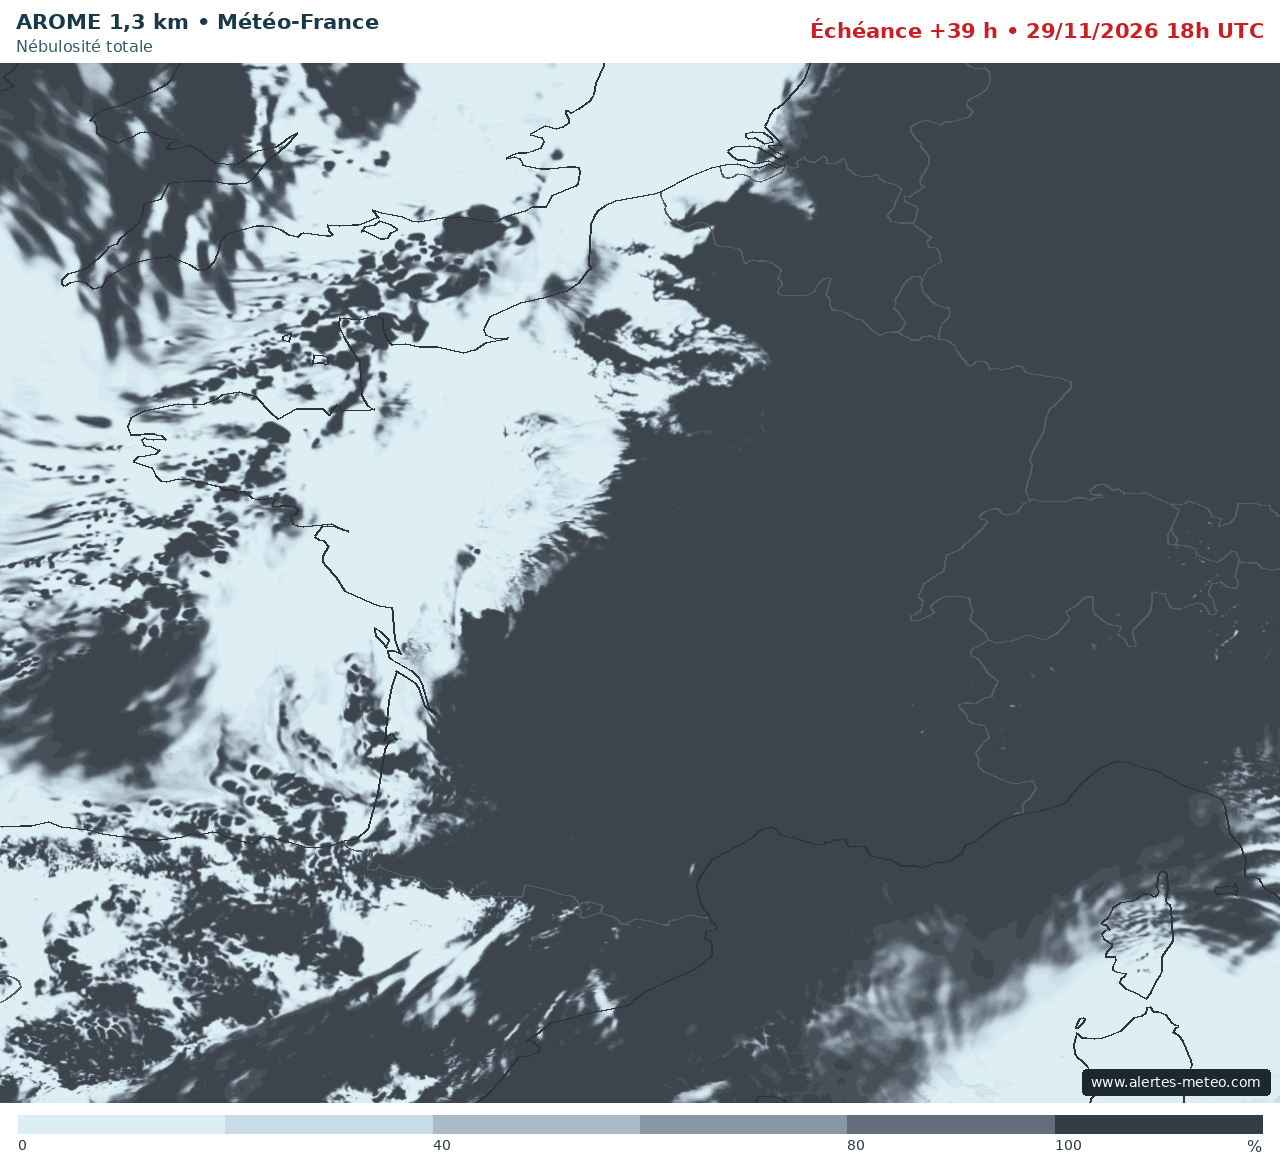 AROME 1,3 km • Météo-France
Nébulosité totale
Échéance +39 h • 29/11/2026 18h UTC
www.alertes-meteo.com
0 40 80 100 %